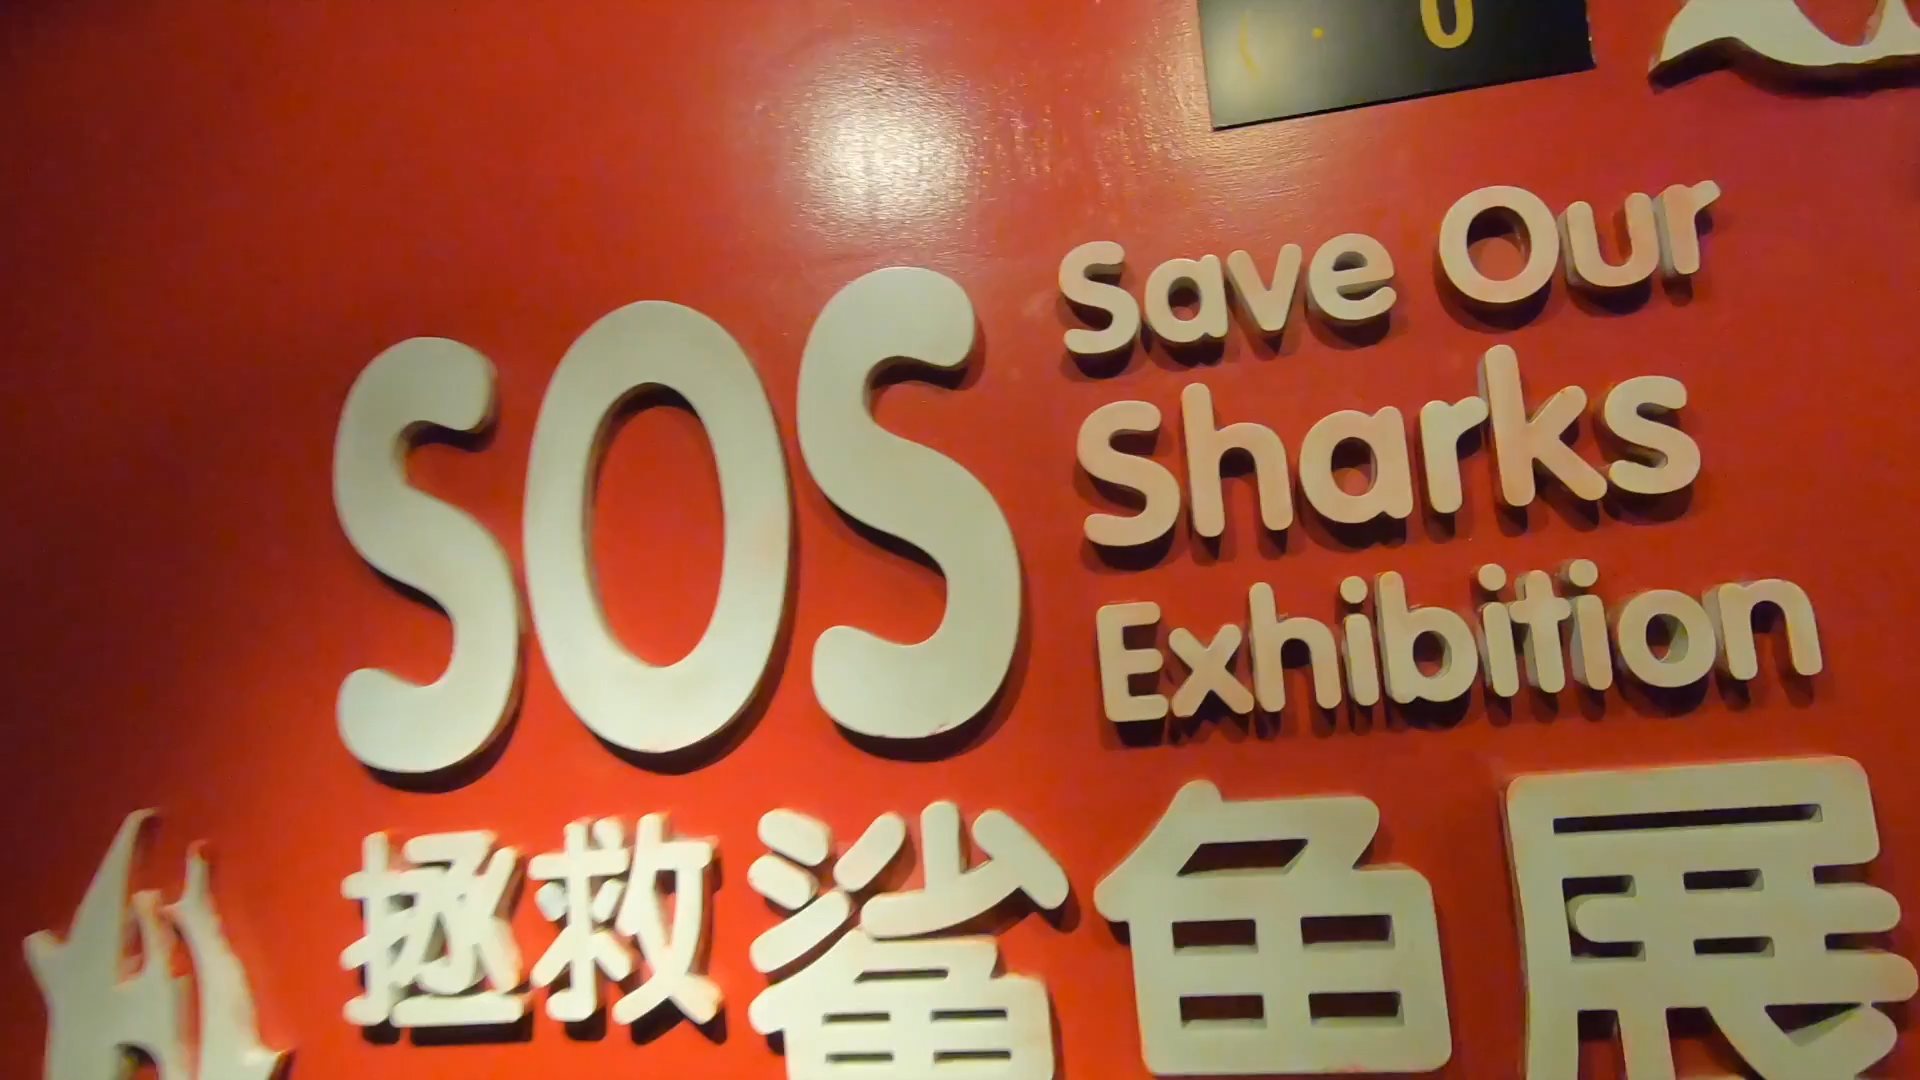 SOS
Save Our
Sharks
Exhibition
拯救鲨鱼展